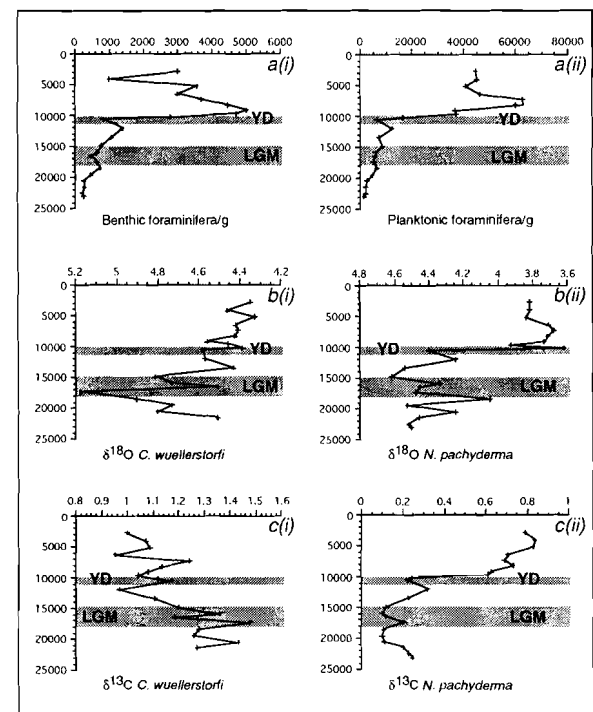 0 1000 2000 3000 4000 5000 6000
a(i)
0
5000
10000
15000
20000
25000
YD
LGM
Benthic foraminifera/g
0 20000 40000 60000 80000
a(ii)
0
5000
10000
15000
20000
25000
YD
LGM
Planktonic foraminifera/g
5.2 5 4.8 4.6 4.4 4.2
b(i)
0
5000
10000
15000
20000
25000
YD
LGM
δ18O C. wuellerstorfi
4.8 4.6 4.4 4.2 4 3.8 3.6
b(ii)
0
5000
10000
15000
20000
25000
YD
LGM
δ18O N. pachyderma
0.8 0.9 1 1.1 1.2 1.3 1.4 1.5 1.6
c(i)
0
5000
10000
15000
20000
25000
YD
LGM
δ13C C. wuellerstorfi
0 0.2 0.4 0.6 0.8 1
c(ii)
0
5000
10000
15000
20000
25000
YD
LGM
δ13C N. pachyderma